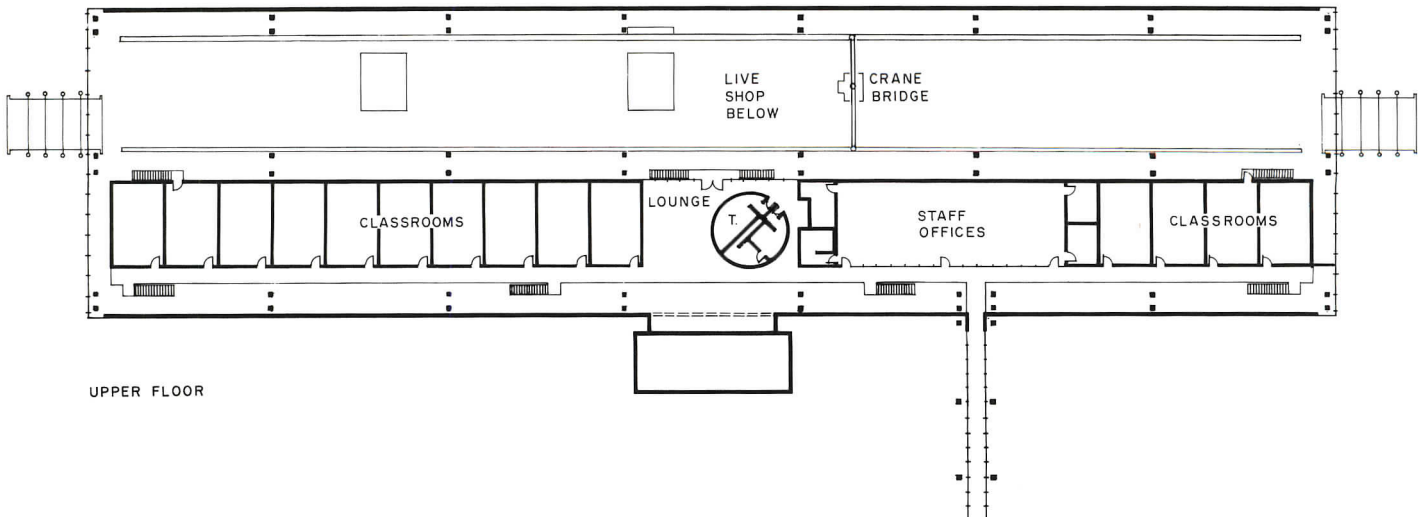 LIVE
SHOP
BELOW
CRANE
BRIDGE
CLASSROOMS
LOUNGE
T.
STAFF
OFFICES
CLASSROOMS
UPPER FLOOR